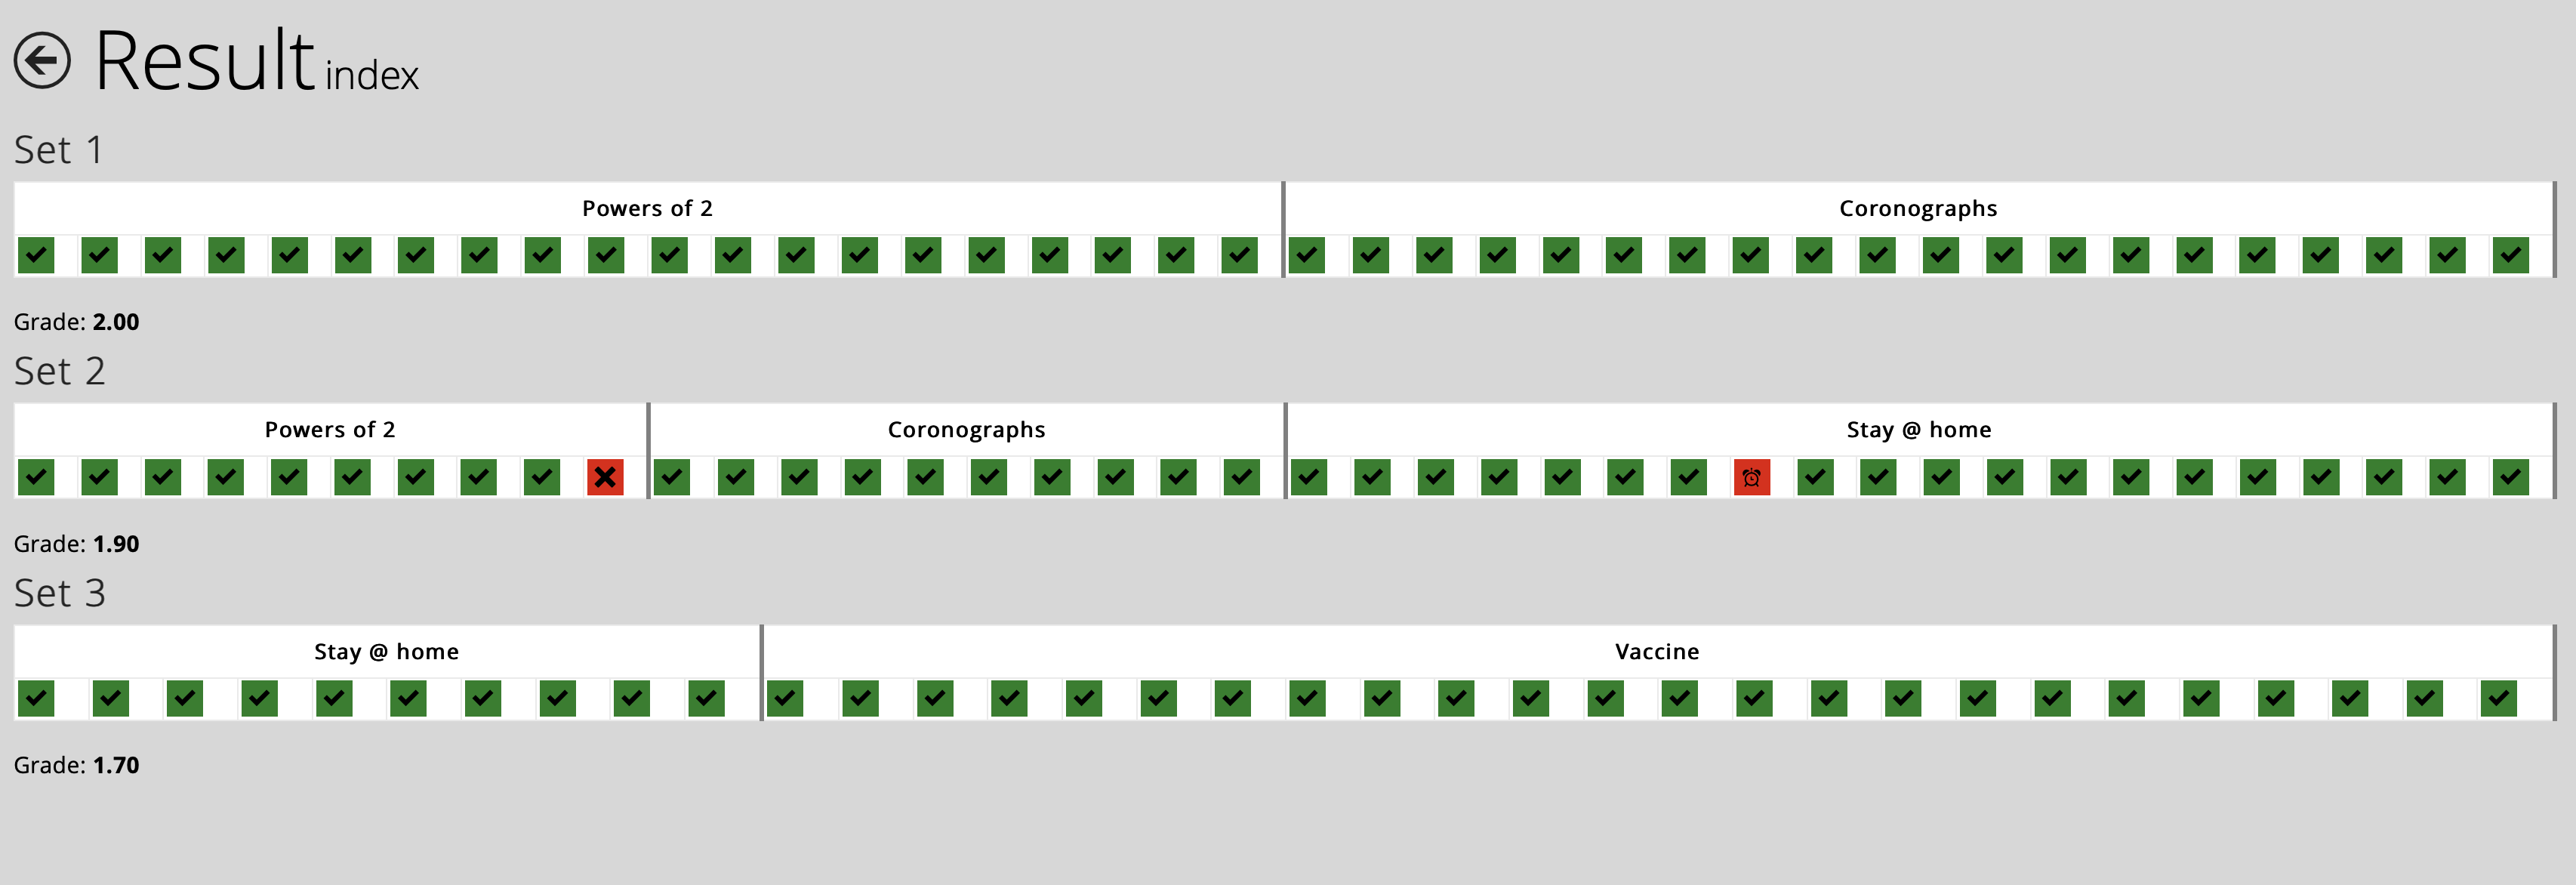 Result index
Set 1
Powers of 2 Coronographs
Grade: 2.00
Set 2
Powers of 2 Coronographs Stay @ home
Grade: 1.90
Set 3
Stay @ home Vaccine
Grade: 1.70